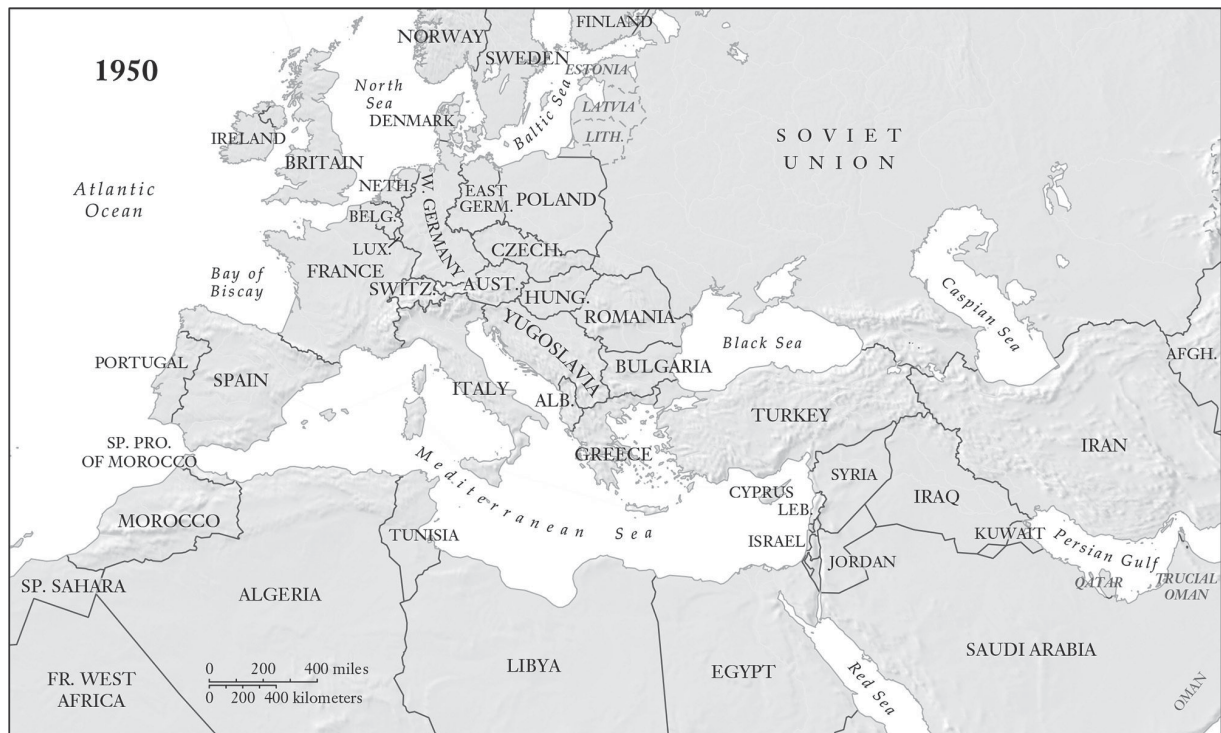 1950
FINLAND
NORWAY
SWEDEN
ESTONIA
North
Sea
Baltic Sea
LATVIA
DENMARK
LITH.
IRELAND
BRITAIN
SOVIET
UNION
Atlantic
Ocean
NETH.
W. GERMANY
EAST
GERM.
POLAND
BELG.
LUX.
CZECH.
FRANCE
Bay of
Biscay
SWITZ.
AUST.
HUNG.
ROMANIA
YUGOSLAVIA
Caspian Sea
Black Sea
AFGH.
PORTUGAL
SPAIN
ITALY
BULGARIA
ALB.
TURKEY
SP. PRO.
OF MOROCCO
GREECE
IRAN
Mediterranean Sea
SYRIA
CYPRUS
LEB.
IRAQ
MOROCCO
TUNISIA
ISRAEL
KUWAIT
Persian Gulf
JORDAN
SP. SAHARA
ALGERIA
QATAR
TRUCIAL
OMAN
SAUDI ARABIA
LIBYA
EGYPT
Red Sea
OMAN
FR. WEST
AFRICA
0 200 400 miles
0 200 400 kilometers